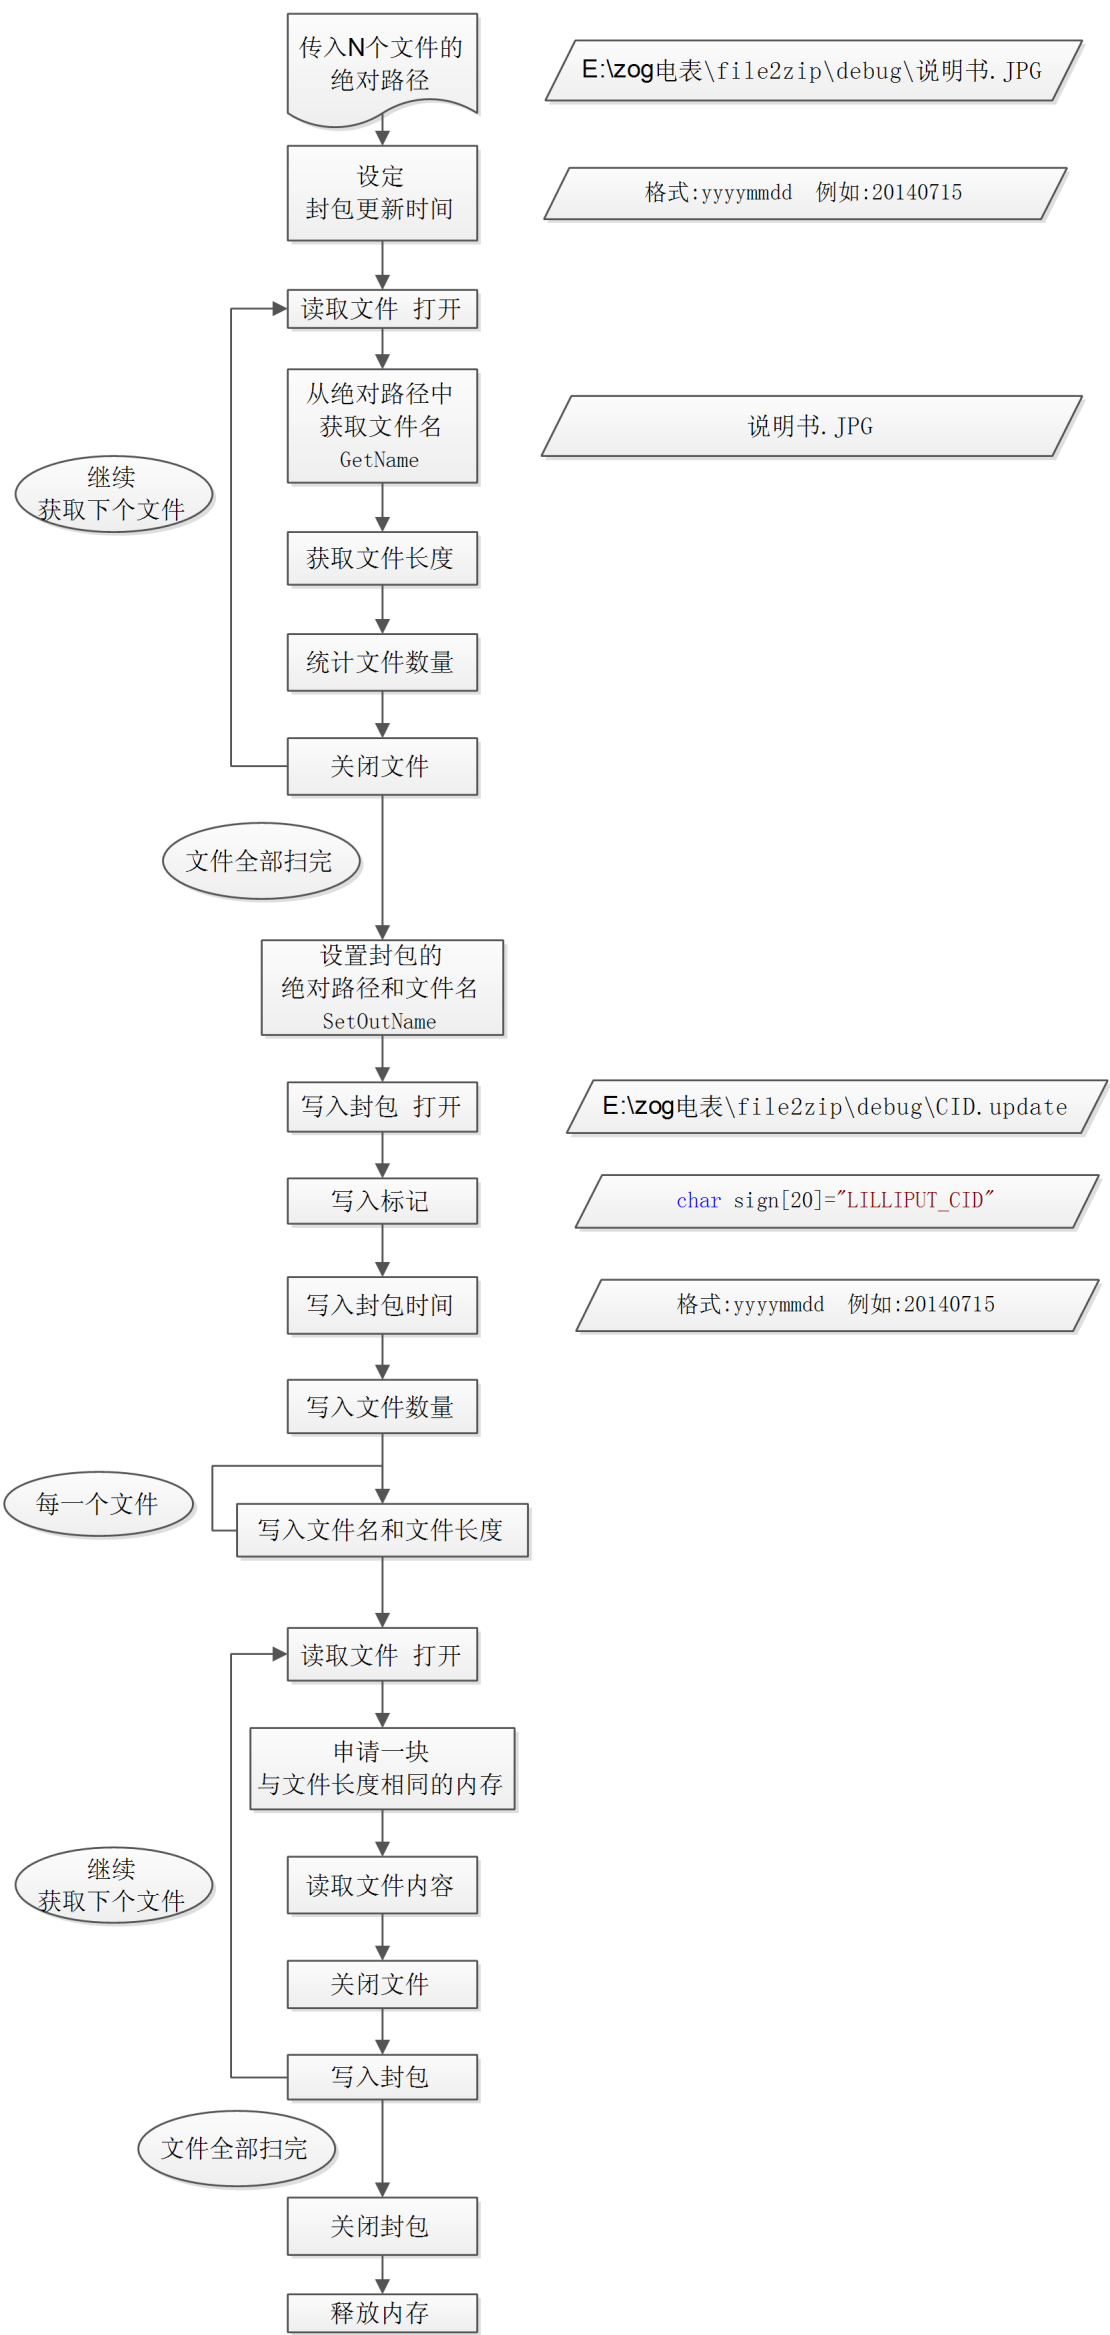 传入N个文件的
绝对路径
E:\zog电表\file2zip\debug\说明书.JPG
设定
封包更新时间
格式:yyyymmdd 例如:20140715
读取文件 打开
从绝对路径中
获取文件名
GetName
说明书.JPG
继续
获取下个文件
获取文件长度
统计文件数量
关闭文件
文件全部扫完
设置封包的
绝对路径和文件名
SetOutName
写入封包 打开
E:\zog电表\file2zip\debug\CID.update
写入标记
char sign[20]="LILLIPUT_CID"
写入封包时间
格式:yyyymmdd 例如:20140715
写入文件数量
每一个文件
写入文件名和文件长度
读取文件 打开
申请一块
与文件长度相同的内存
继续
获取下个文件
读取文件内容
关闭文件
写入封包
文件全部扫完
关闭封包
释放内存